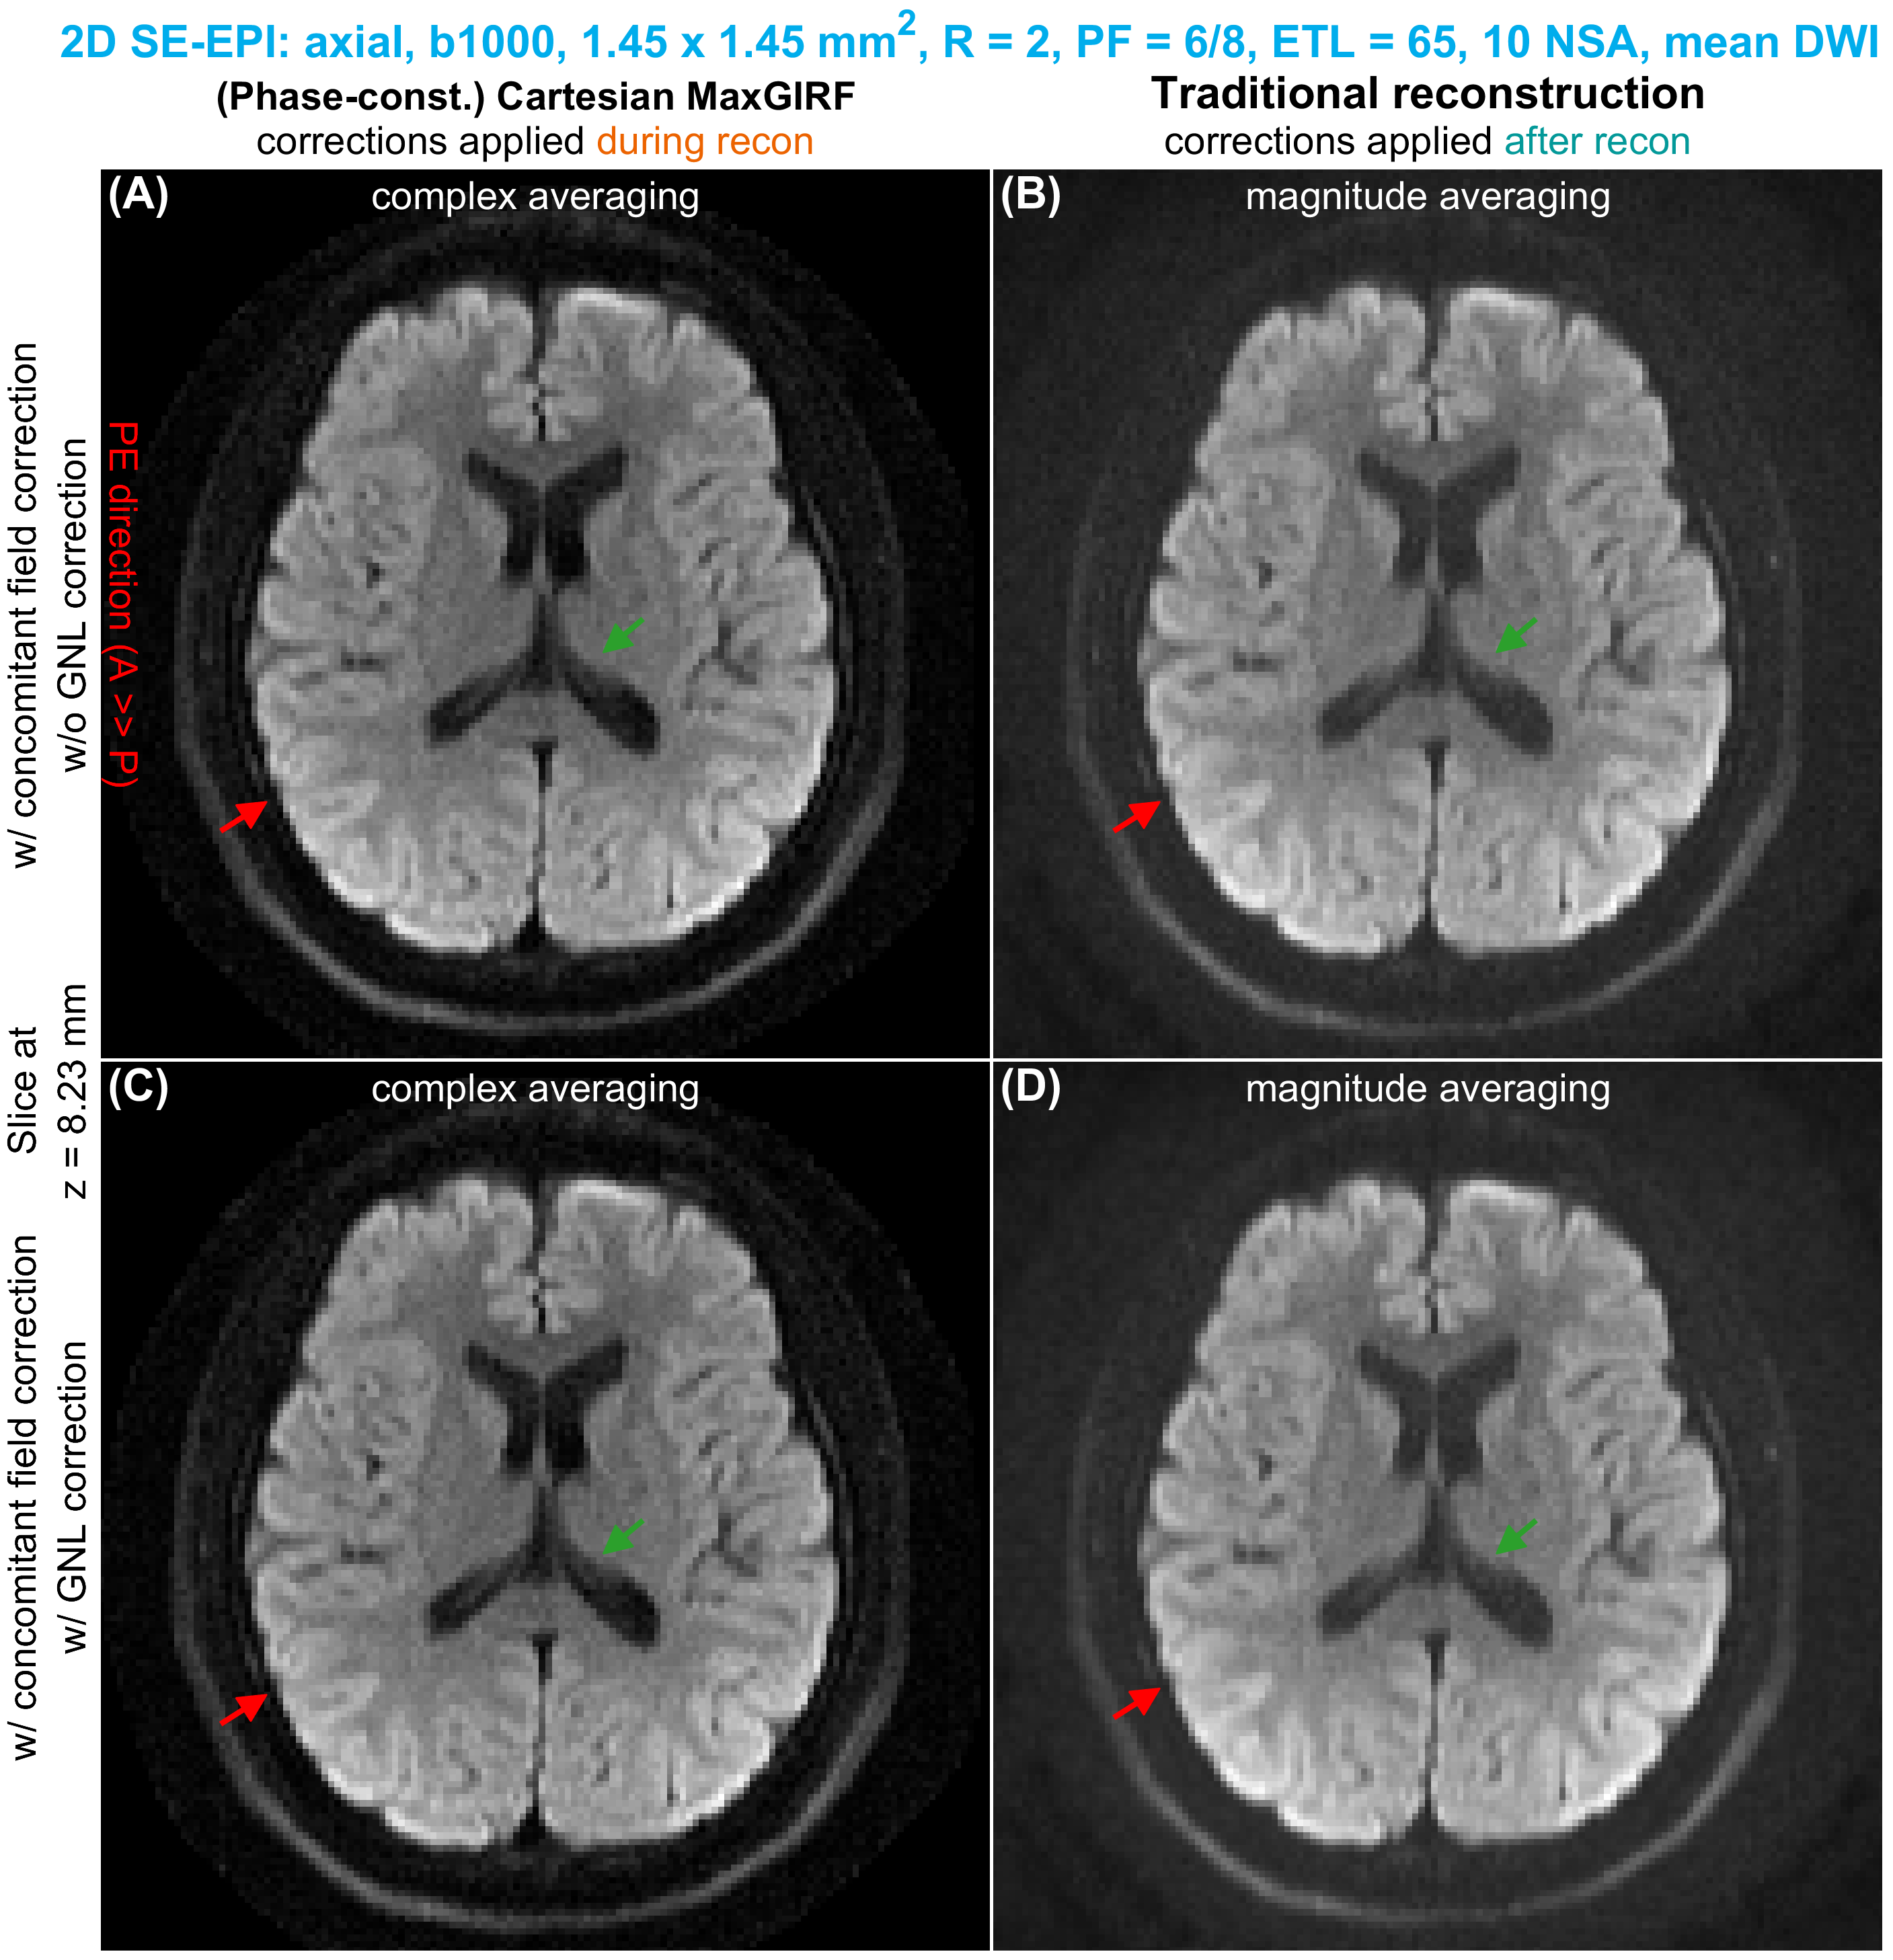 2D SE-EPI: axial, b1000, 1.45 x 1.45 mm², R = 2, PF = 6/8, ETL = 65, 10 NSA, mean DWI
(Phase-const.) Cartesian MaxGIRF
corrections applied during recon
Traditional reconstruction
corrections applied after recon
w/ concomitant field correction
w/o GNL correction
(A)
complex averaging
PE direction (A >> P)
(B)
magnitude averaging
Slice at
z = 8.23 mm
w/ concomitant field correction
w/ GNL correction
(C)
complex averaging
(D)
magnitude averaging